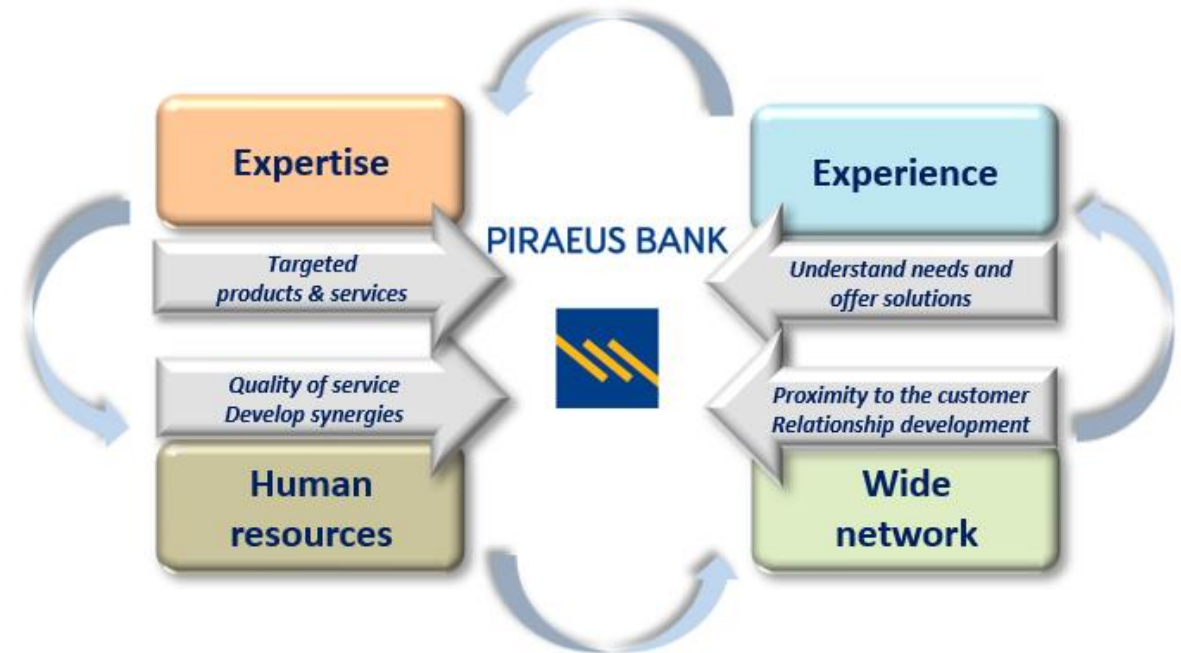 Expertise
Targeted
products & services
Quality of service
Develop synergies
Human
resources
PIRAEUS BANK
Experience
Understand needs and
offer solutions
Proximity to the customer
Relationship development
Wide
network